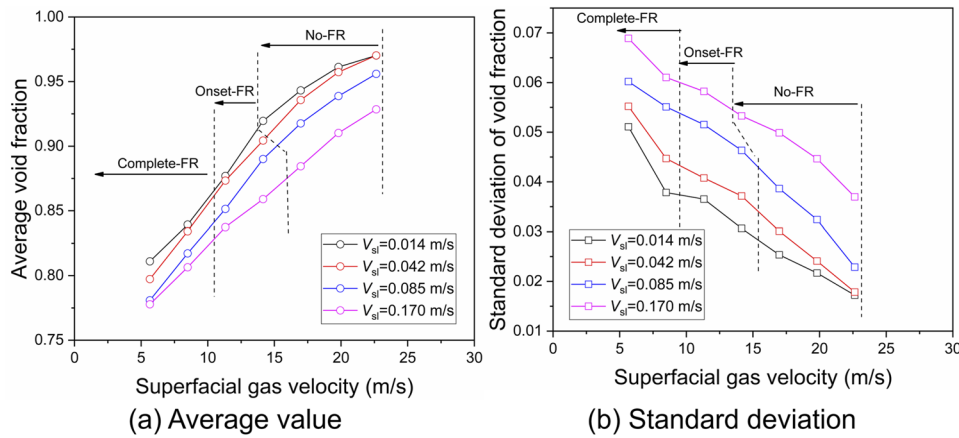 1.00
0.95
0.90
0.85
0.80
0.75
Average void fraction
No-FR
Onset-FR
Complete-FR
Vsl=0.014 m/s
Vsl=0.042 m/s
Vsl=0.085 m/s
Vsl=0.170 m/s
0 5 10 15 20 25 30
Superfacial gas velocity (m/s)
(a) Average value
0.07
0.06
0.05
0.04
0.03
0.02
0.01
Standard deviation of void fraction
Complete-FR
Onset-FR
No-FR
Vsl=0.014 m/s
Vsl=0.042 m/s
Vsl=0.085 m/s
Vsl=0.170 m/s
0 5 10 15 20 25 30
Superfacial gas velocity (m/s)
(b) Standard deviation